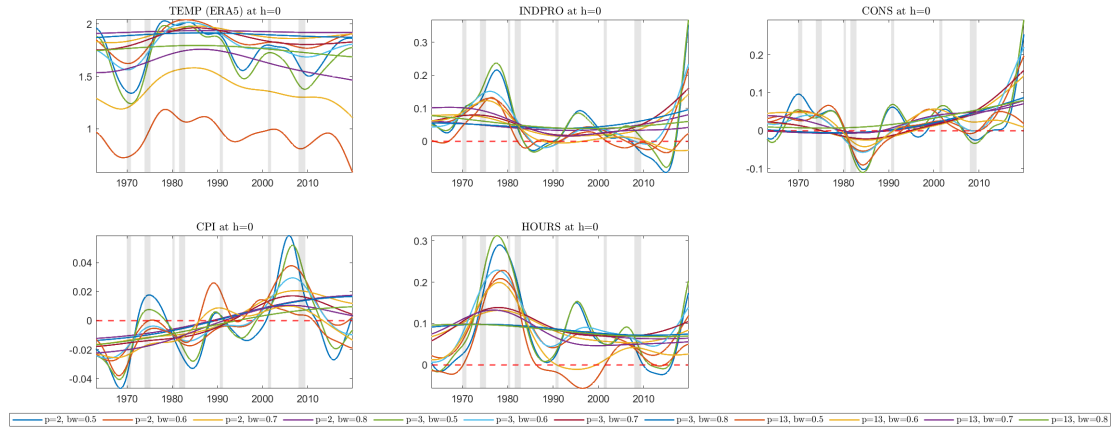 TEMP (ERA5) at h=0
2
1.5
1
1970 1980 1990 2000 2010
INDPRO at h=0
0.3
0.2
0.1
0
1970 1980 1990 2000 2010
CONS at h=0
0.2
0.1
0
-0.1
1970 1980 1990 2000 2010
CPI at h=0
0.04
0.02
0
-0.02
-0.04
1970 1980 1990 2000 2010
HOURS at h=0
0.3
0.2
0.1
0
1970 1980 1990 2000 2010
p=2, bw=0.5 p=2, bw=0.6 p=2, bw=0.7 p=2, bw=0.8 p=3, bw=0.5 p=3, bw=0.6 p=3, bw=0.7 p=3, bw=0.8 p=13, bw=0.5 p=13, bw=0.6 p=13, bw=0.7 p=13, bw=0.8